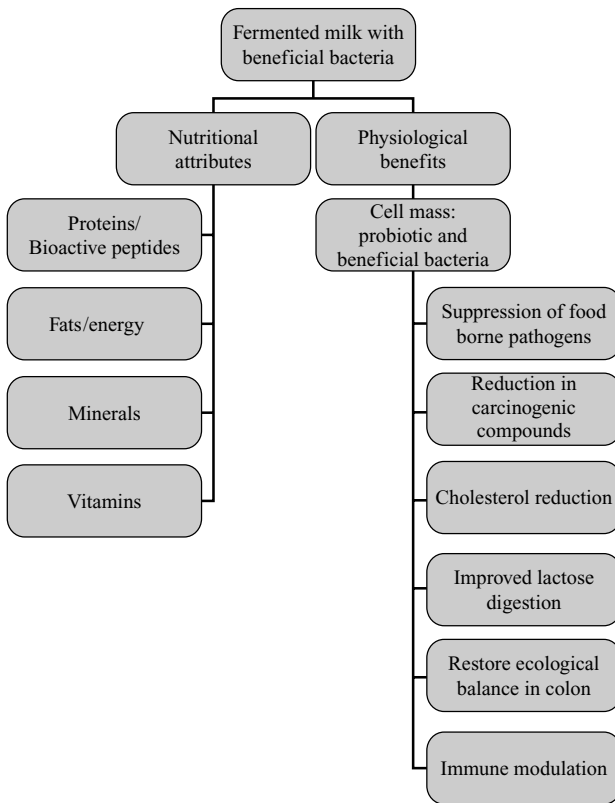 Fermented milk with
beneficial bacteria
Nutritional
attributes
Physiological
benefits
Proteins/
Bioactive peptides
Cell mass:
probiotic and
beneficial bacteria
Fats/energy
Suppression of food
borne pathogens
Minerals
Reduction in
carcinogenic
compounds
Vitamins
Cholesterol reduction
Improved lactose
digestion
Restore ecological
balance in colon
Immune modulation